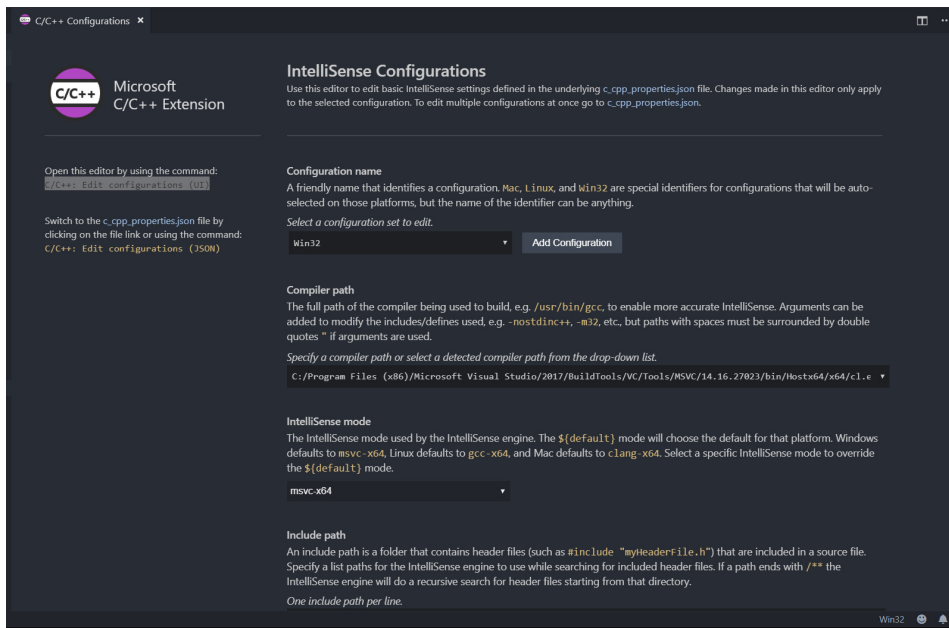 C/C++ Configurations ×
C/C++
Microsoft
C/C++ Extension
Open this editor by using the command:
C/C++: Edit configurations (UI)
Switch to the c_cpp_properties.json file by
clicking on the file link or using the command:
C/C++: Edit configurations (JSON)
IntelliSense Configurations
Use this editor to edit basic IntelliSense settings defined in the underlying c_cpp_properties.json file. Changes made in this editor only apply
to the selected configuration. To edit multiple configurations at once go to c_cpp_properties.json.
Configuration name
A friendly name that identifies a configuration. Mac, Linux, and Win32 are special identifiers for configurations that will be auto-
selected on those platforms, but the name of the identifier can be anything.
Select a configuration set to edit.
Win32
Add Configuration
Compiler path
The full path of the compiler being used to build, e.g. /usr/bin/gcc, to enable more accurate IntelliSense. Arguments can be
added to modify the includes/defines used, e.g. -nostdinc++, -m32, etc., but paths with spaces must be surrounded by double
quotes " if arguments are used.
Specify a compiler path or select a detected compiler path from the drop-down list.
C:/Program Files (x86)/Microsoft Visual Studio/2017/BuildTools/VC/Tools/MSVC/14.16.27023/bin/Hostx64/x64/cl.e
IntelliSense mode
The IntelliSense mode used by the IntelliSense engine. The ${default} mode will choose the default for that platform. Windows
defaults to msvc-x64, Linux defaults to gcc-x64, and Mac defaults to clang-x64. Select a specific IntelliSense mode to override
the ${default} mode.
msvc-x64
Include path
An include path is a folder that contains header files (such as #include "myHeaderFile.h") that are included in a source file.
Specify a list paths for the IntelliSense engine to use while searching for included header files. If a path ends with /** the
IntelliSense engine will do a recursive search for header files starting from that directory.
One include path per line.
Win32